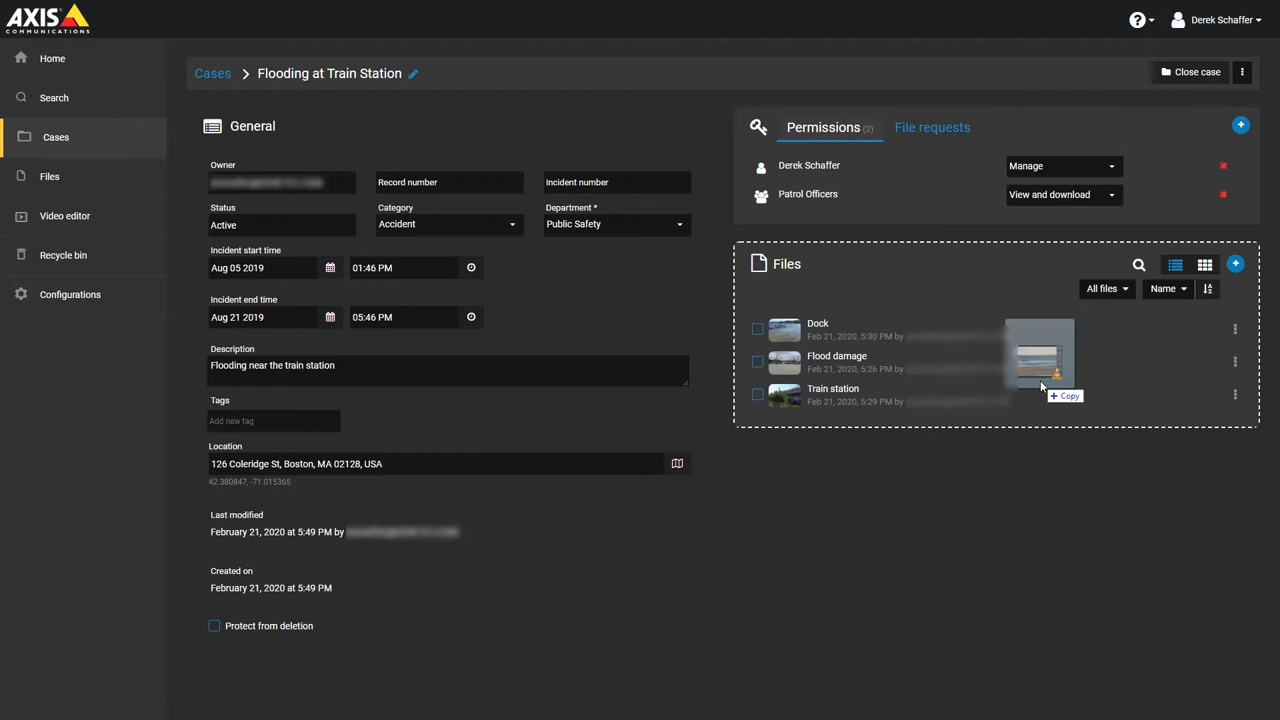 AXIS
COMMUNICATIONS
Derek Schaffer
Home
Search
Cases
Files
Video editor
Recycle bin
Configurations
Cases > Flooding at Train Station
Close case
General
Owner
Record number
Incident number
Status
Active
Category
Accident
Department *
Public Safety
Incident start time
Aug 05 2019
01:46 PM
Incident end time
Aug 21 2019
05:46 PM
Description
Flooding near the train station
Tags
Add new tag
Location
126 Coleridge St, Boston, MA 02128, USA
42.380847, -71.015365
Last modified
February 21, 2020 at 5:49 PM by
Created on
February 21, 2020 at 5:49 PM
Protect from deletion
Permissions (2)
File requests
Derek Schaffer
Manage
Patrol Officers
View and download
Files
All files
Name
Dock
Feb 21, 2020, 5:30 PM by
Flood damage
Feb 21, 2020, 5:26 PM by
Train station
Feb 21, 2020, 5:29 PM by
+ Copy